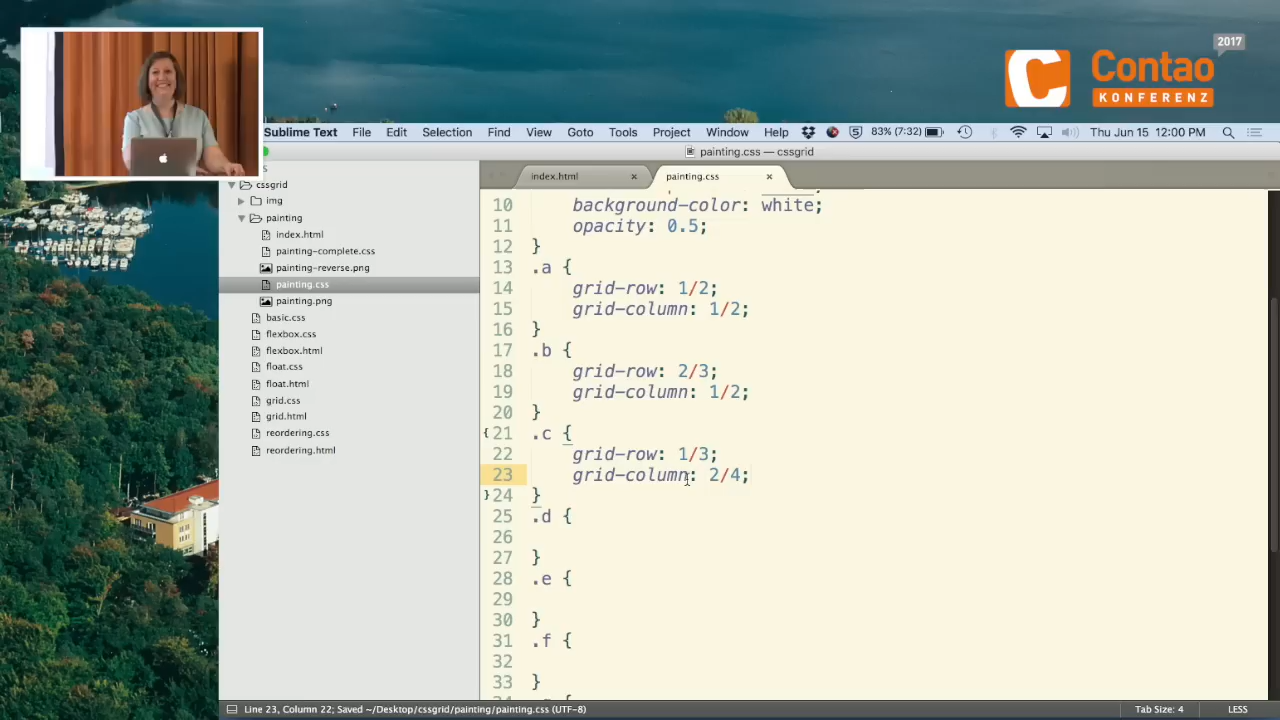 2017
Contao
KONFERENZ
Sublime Text File Edit Selection Find View Goto Tools Project Window Help 83% (7:32) Thu Jun 15 12:00 PM
painting.css — cssgrid
index.html × painting.css ×
cssgrid
img
painting
index.html
painting-complete.css
painting-reverse.png
painting.css
painting.png
basic.css
flexbox.css
flexbox.html
float.css
float.html
grid.css
grid.html
reordering.css
reordering.html
10 background-color: white;
11 opacity: 0.5;
12 }
13 .a {
14 grid-row: 1/2;
15 grid-column: 1/2;
16 }
17 .b {
18 grid-row: 2/3;
19 grid-column: 1/2;
20 }
{ 21 .c {
22 grid-row: 1/3;
23 grid-column: 2/4;
} 24 }
25 .d {
26
27 }
28 .e {
29
30 }
31 .f {
32
33 }
Line 23, Column 22; Saved ~/Desktop/cssgrid/painting/painting.css (UTF-8) Tab Size: 4 LESS